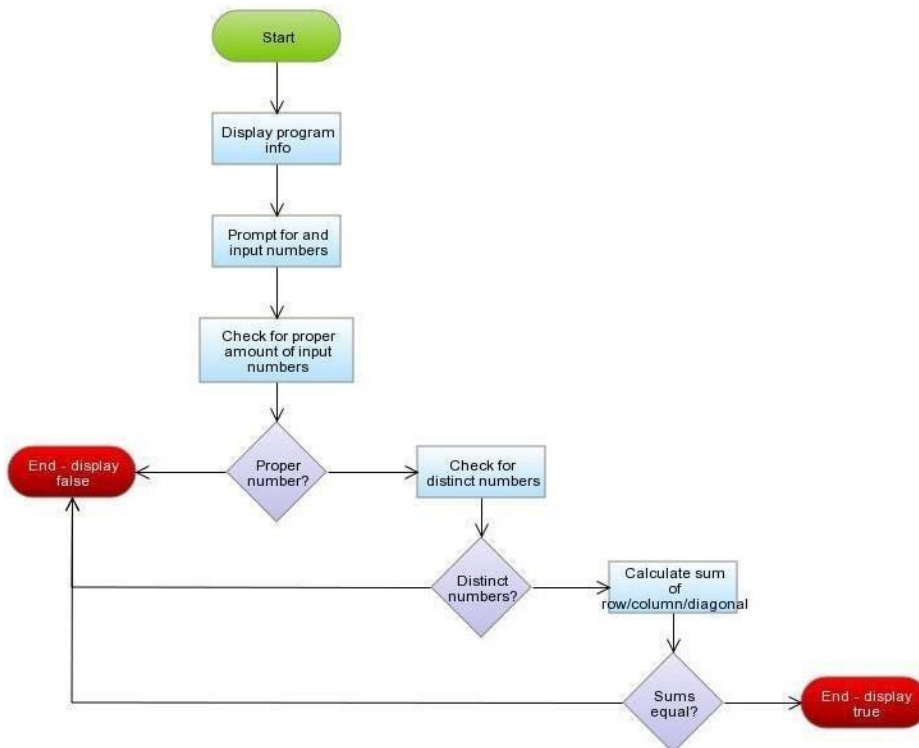 Start
Display program
info
Prompt for and
input numbers
Check for proper
amount of input
numbers
End - display
false
Proper
number?
Check for
distinct numbers
Distinct
numbers?
Calculate sum
of
row/column/diagonal
Sums
equal?
End - display
true